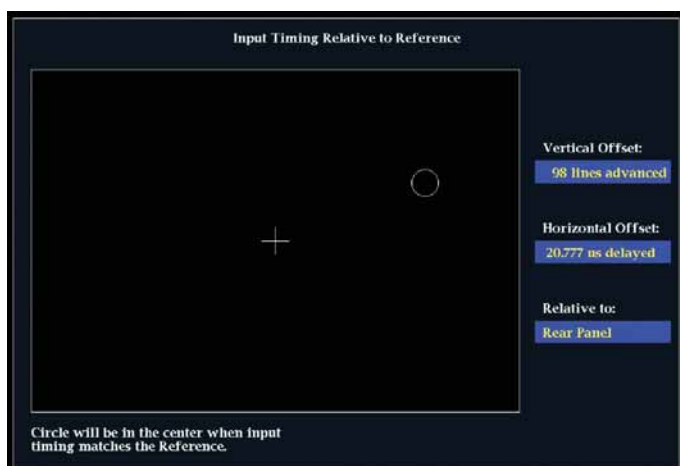 Input Timing Relative to Reference
Vertical Offset:
98 lines advanced
Horizontal Offset:
20.777 us delayed
Relative to:
Rear Panel
Circle will be in the center when input
timing matches the Reference.